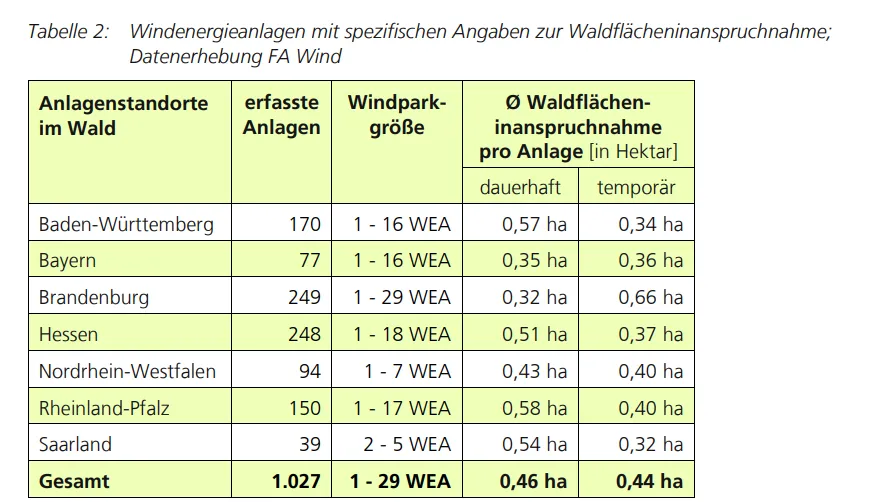 Tabelle 2: Windenergieanlagen mit spezifischen Angaben zur Waldflächeninanspruchnahme;
Datenerhebung FA Wind
Anlagenstandorte
im Wald
erfasste
Anlagen
Windpark-
größe
Ø Waldflächen-
inanspruchnahme
pro Anlage [in Hektar]
dauerhaft temporär
Baden-Württemberg 170 1 - 16 WEA 0,57 ha 0,34 ha
Bayern 77 1 - 16 WEA 0,35 ha 0,36 ha
Brandenburg 249 1 - 29 WEA 0,32 ha 0,66 ha
Hessen 248 1 - 18 WEA 0,51 ha 0,37 ha
Nordrhein-Westfalen 94 1 - 7 WEA 0,43 ha 0,40 ha
Rheinland-Pfalz 150 1 - 17 WEA 0,58 ha 0,40 ha
Saarland 39 2 - 5 WEA 0,54 ha 0,32 ha
Gesamt 1.027 1 - 29 WEA 0,46 ha 0,44 ha